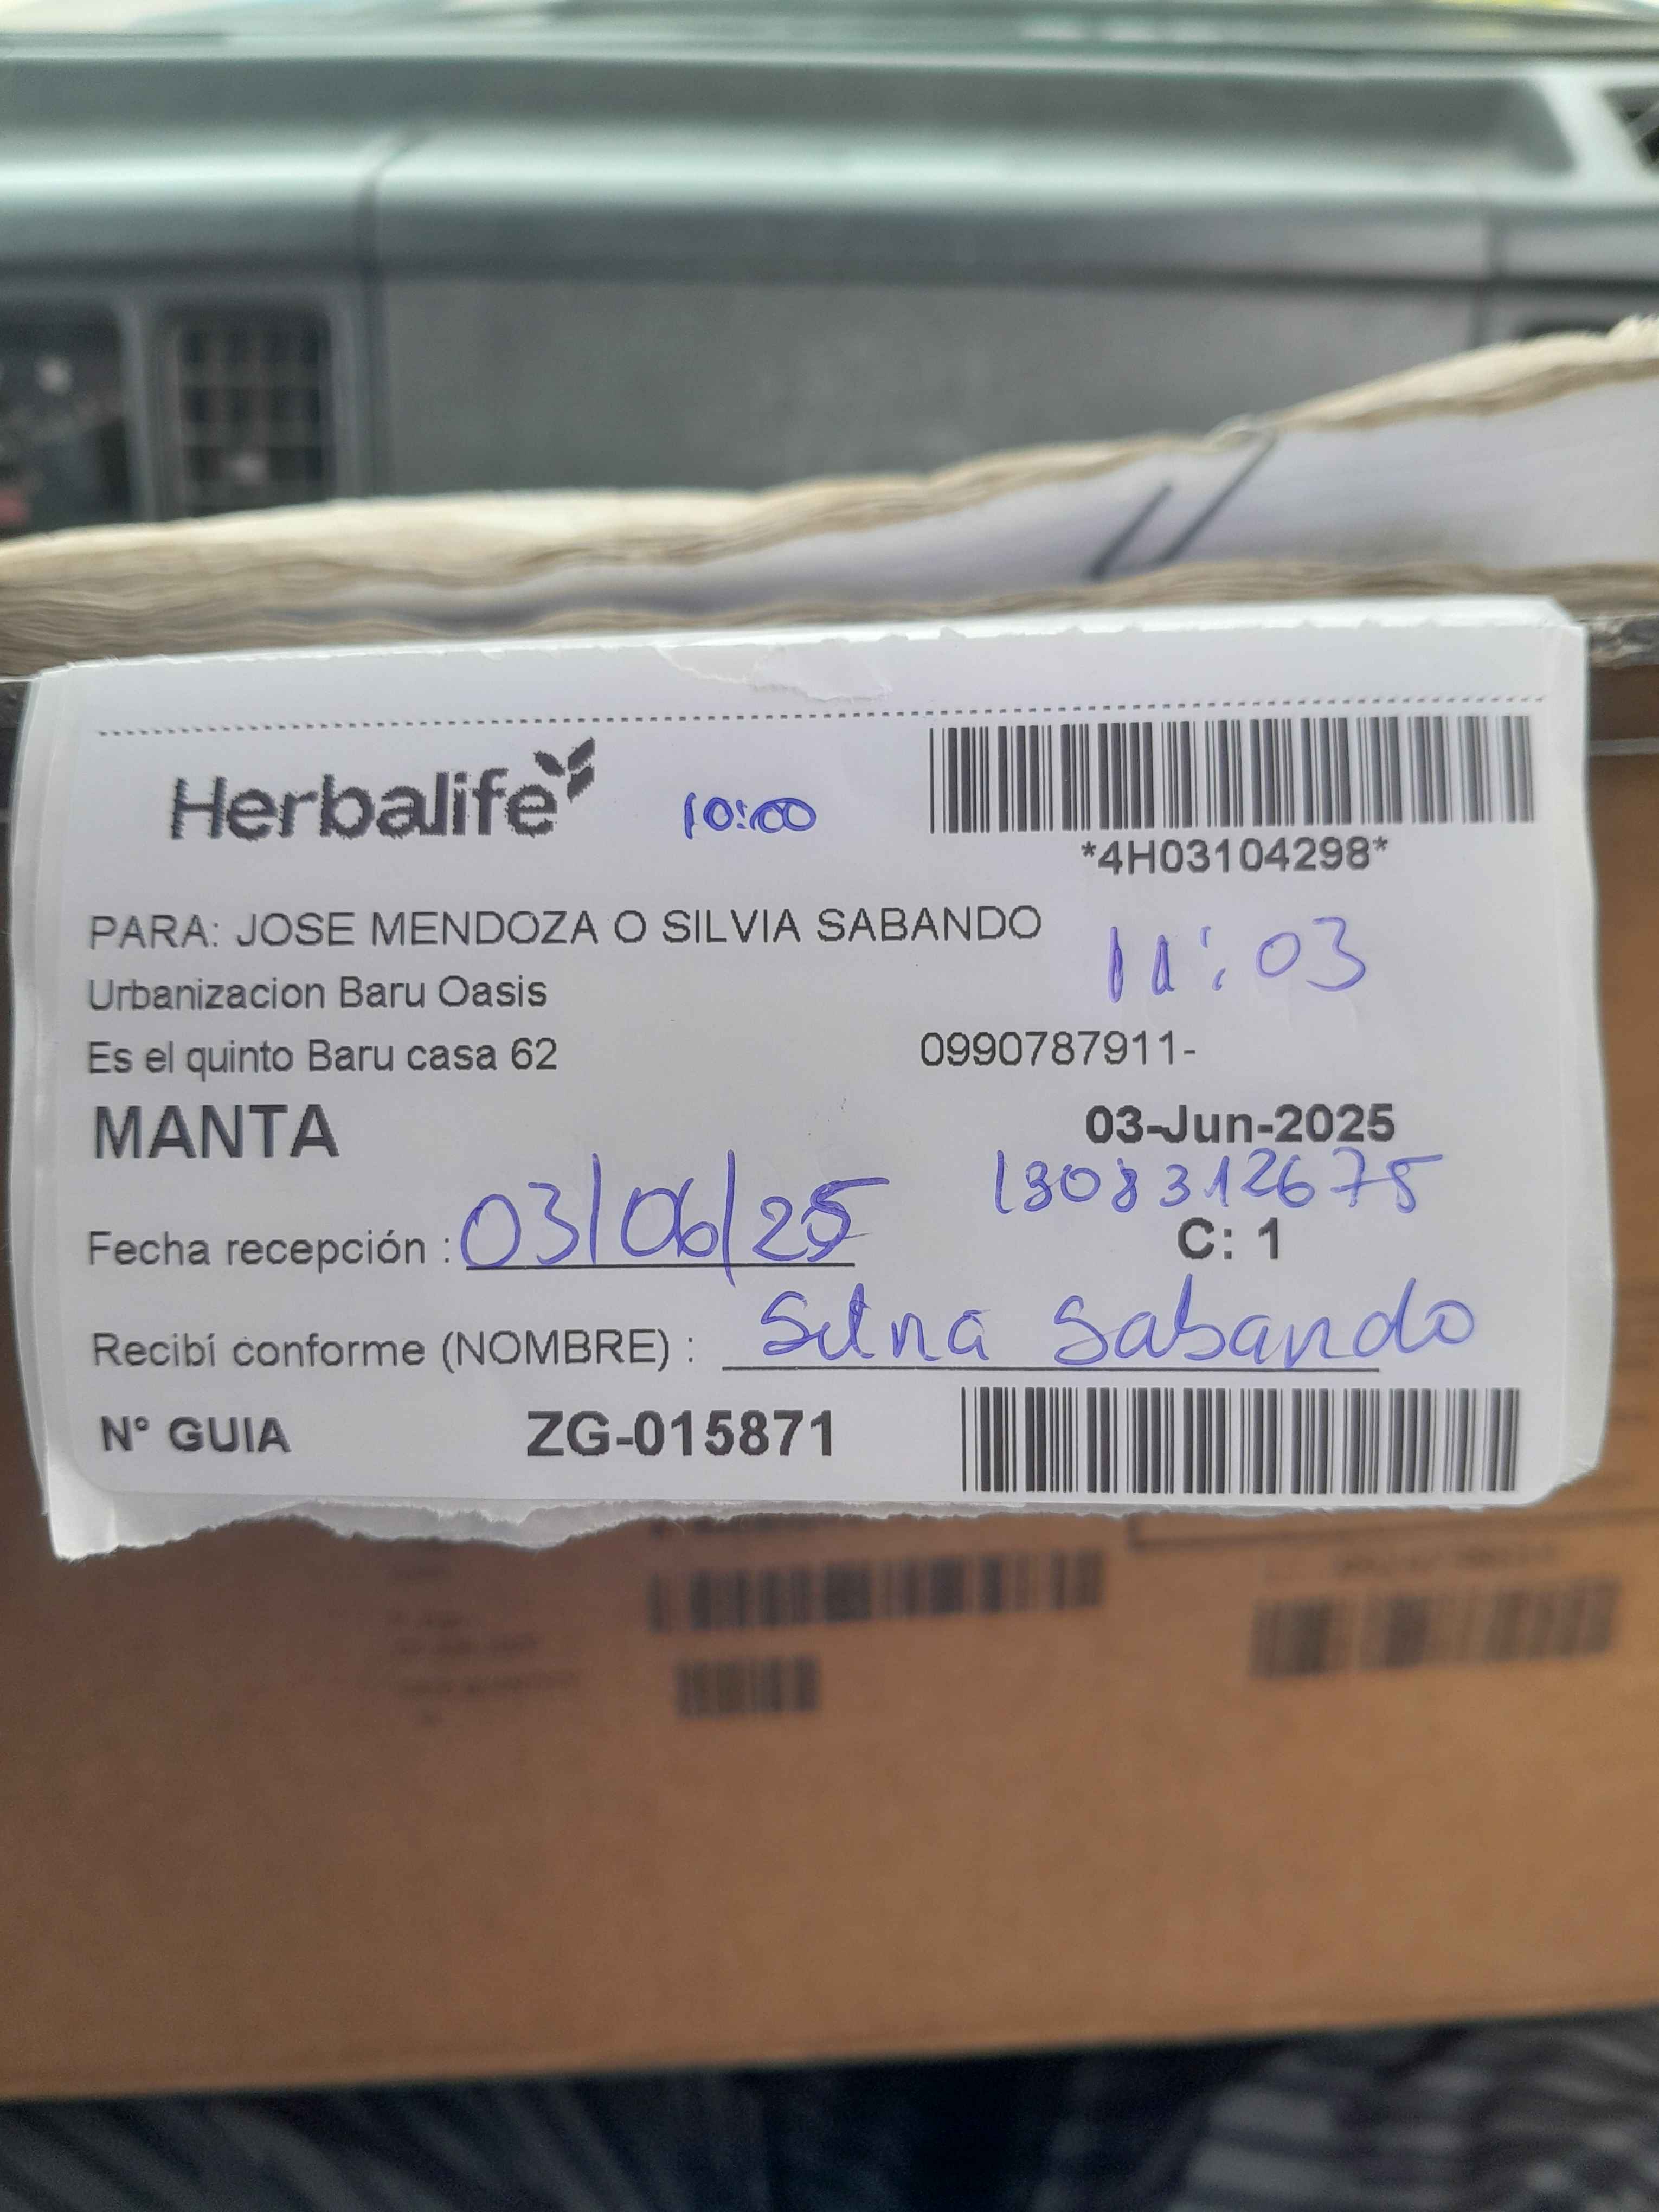 Herbalife
10:00
*4H03104298*
PARA: JOSE MENDOZA O SILVIA SABANDO
11:03
Urbanizacion Baru Oasis
Es el quinto Baru casa 62
0990787911-
MANTA
03-Jun-2025
1308312675
Fecha recepción : 03/06/25
C: 1
Recibí conforme (NOMBRE) : Silvia Sabando
N° GUIA ZG-015871